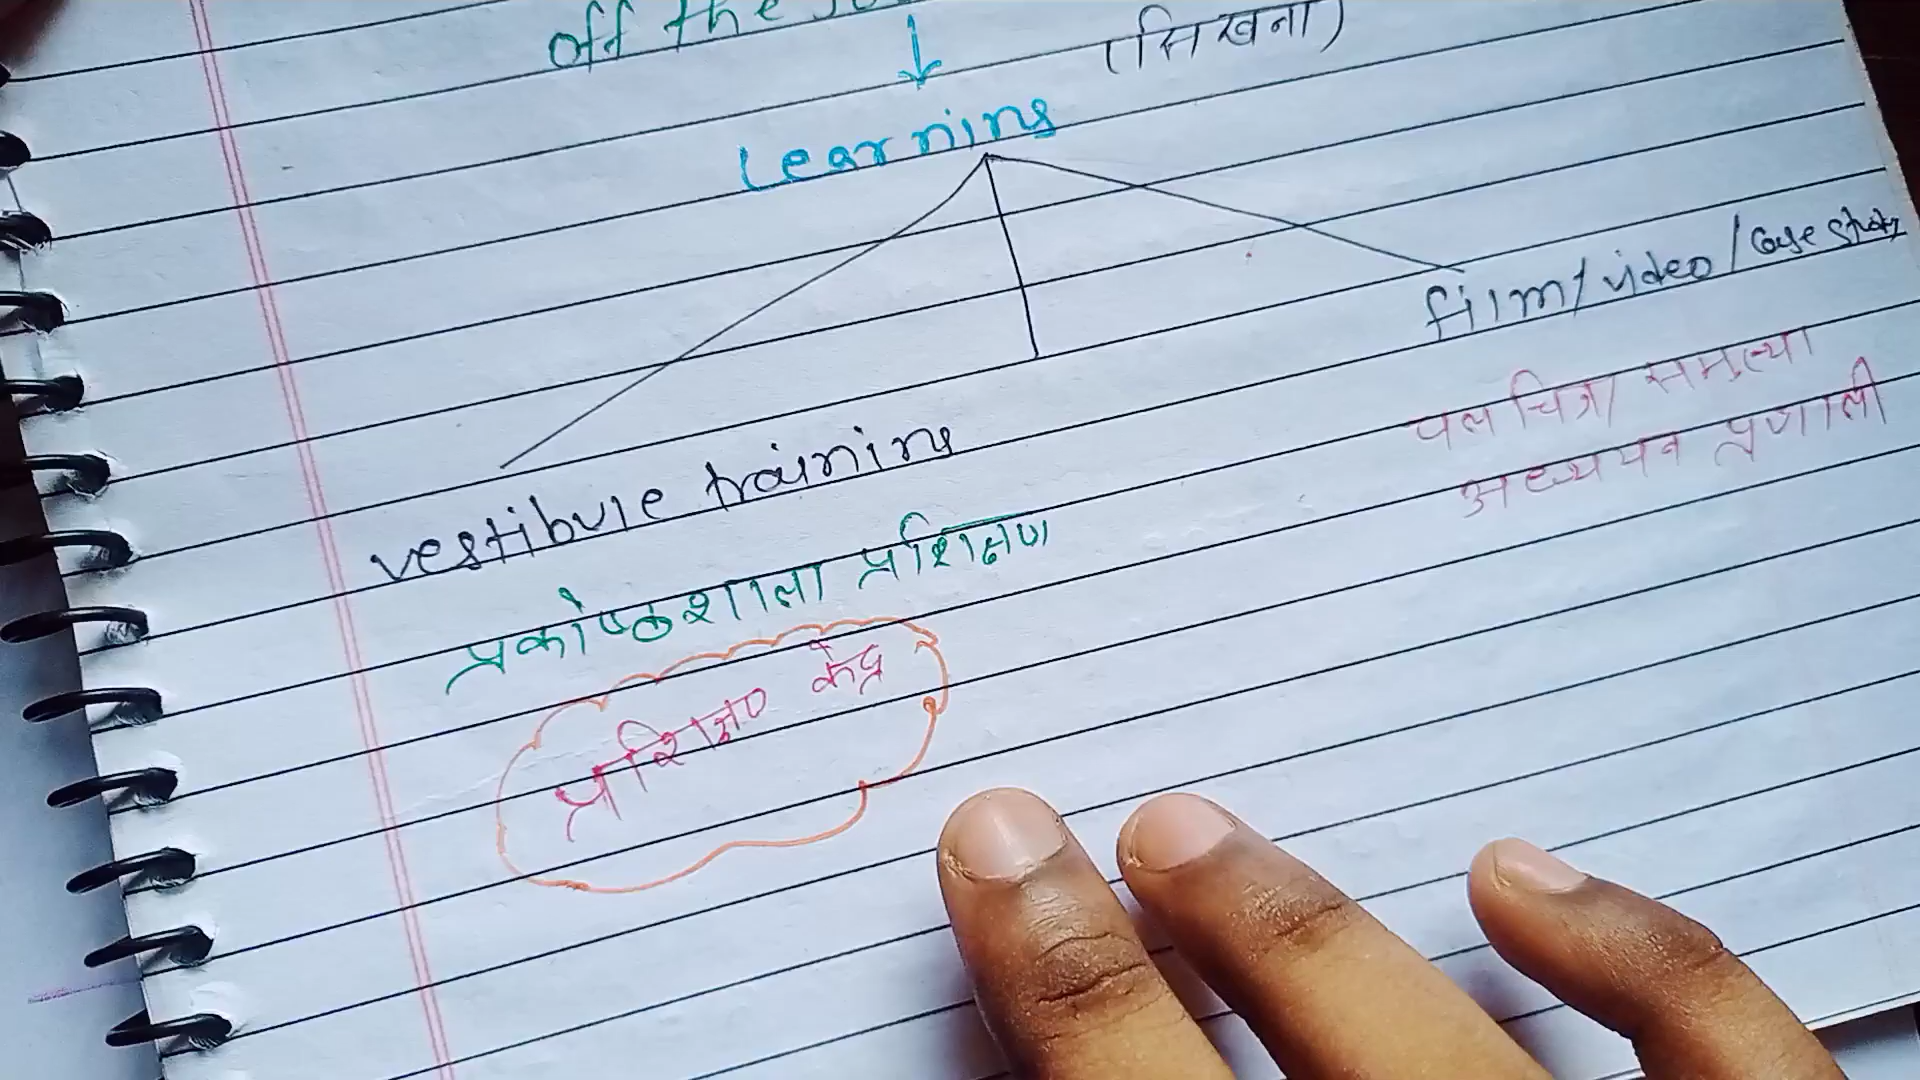 off the
(सिखना)
Learning
film/video/case study
चलचित्र/ समस्या
अध्ययन प्रणाली
vestibule training
प्रकोष्ठशाला प्रशिक्षण
प्रशिक्षण केंद्र